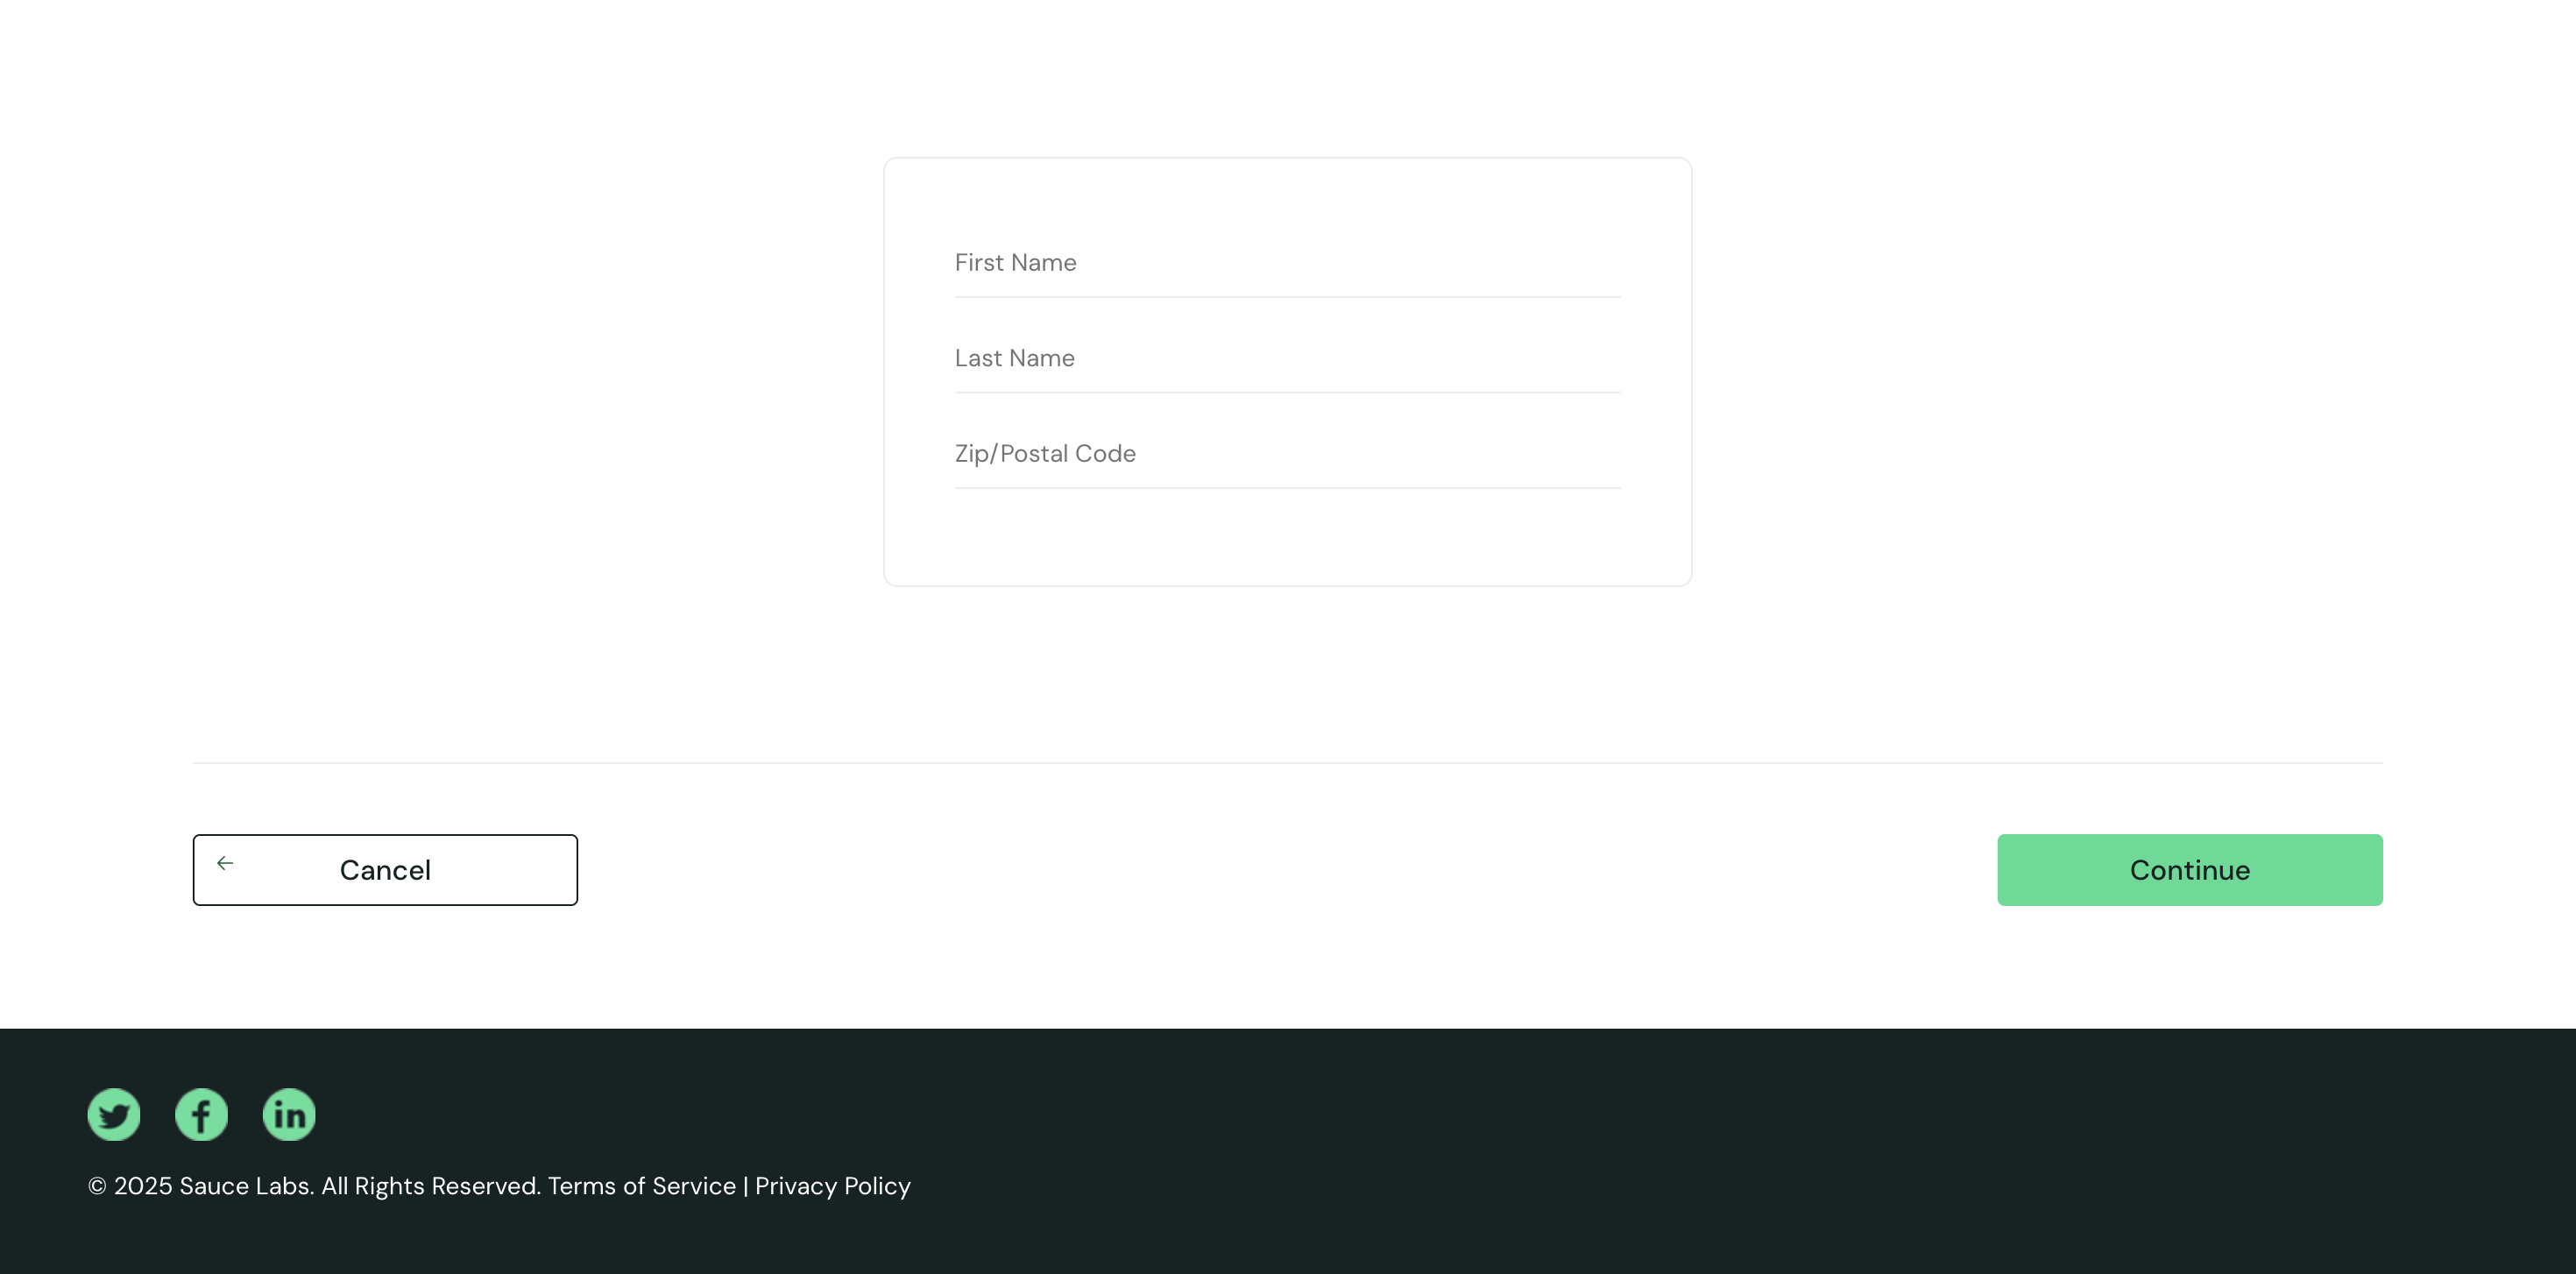 First Name
Last Name
Zip/Postal Code
Cancel
Continue
© 2025 Sauce Labs. All Rights Reserved. Terms of Service | Privacy Policy